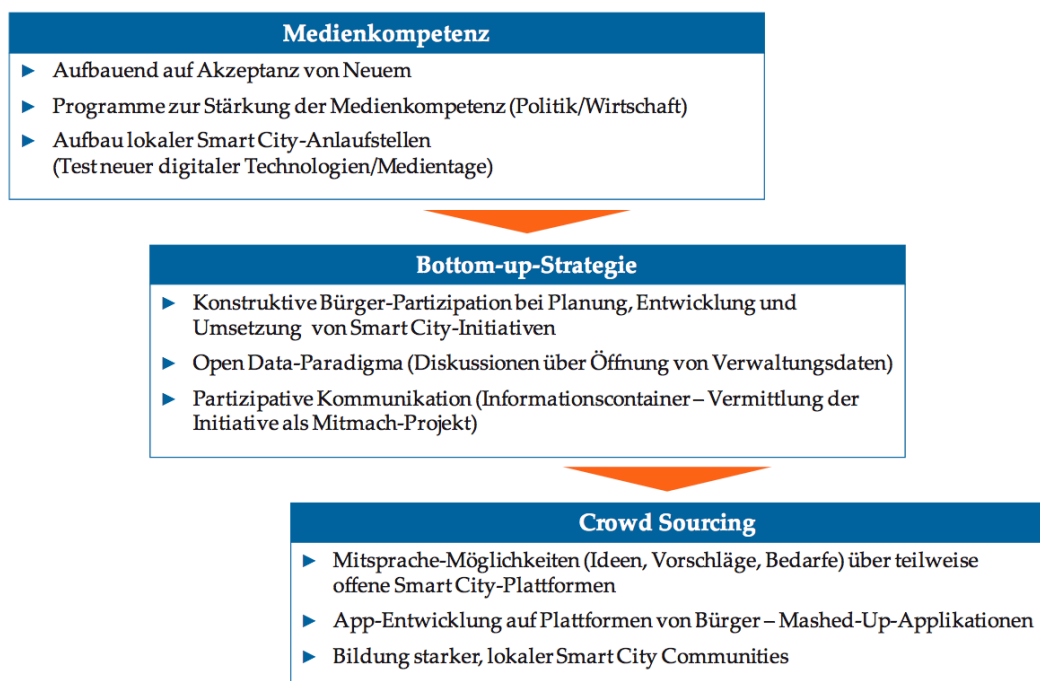 Medienkompetenz
► Aufbauend auf Akzeptanz von Neuem
► Programme zur Stärkung der Medienkompetenz (Politik/Wirtschaft)
► Aufbau lokaler Smart City-Anlaufstellen
(Test neuer digitaler Technologien/Medientage)
Bottom-up-Strategie
► Konstruktive Bürger-Partizipation bei Planung, Entwicklung und
Umsetzung von Smart City-Initiativen
► Open Data-Paradigma (Diskussionen über Öffnung von Verwaltungsdaten)
► Partizipative Kommunikation (Informationscontainer – Vermittlung der
Initiative als Mitmach-Projekt)
Crowd Sourcing
► Mitsprache-Möglichkeiten (Ideen, Vorschläge, Bedarfe) über teilweise
offene Smart City-Plattformen
► App-Entwicklung auf Plattformen von Bürger – Mashed-Up-Applikationen
► Bildung starker, lokaler Smart City Communities